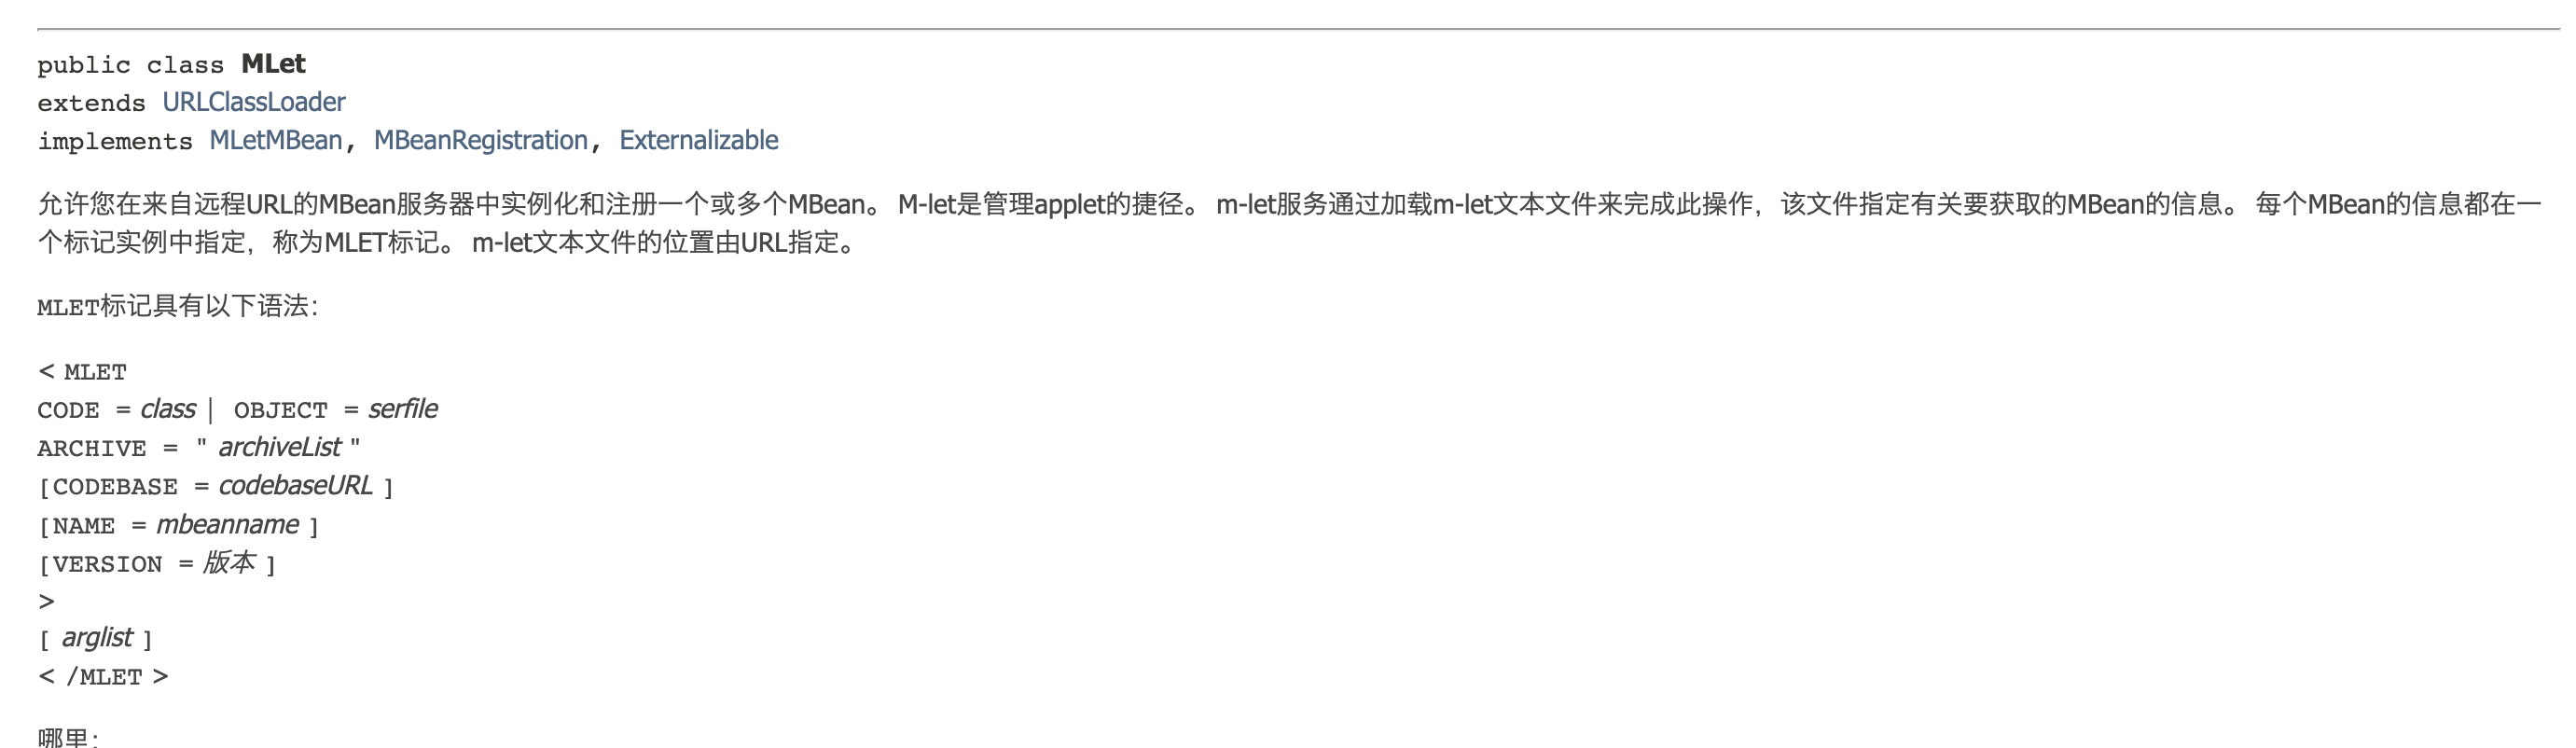 public class MLet
extends URLClassLoader
implements MLetMBean, MBeanRegistration, Externalizable
允许您在来自远程URL的MBean服务器中实例化和注册一个或多个MBean。 M-let是管理applet的捷径。 m-let服务通过加载m-let文本文件来完成此操作，该文件指定有关要获取的MBean的信息。 每个MBean的信息都在一
个标记实例中指定，称为MLET标记。 m-let文本文件的位置由URL指定。
MLET标记具有以下语法：
< MLET
CODE = class | OBJECT = serfile
ARCHIVE = " archiveList "
[CODEBASE = codebaseURL ]
[NAME = mbeanname ]
[VERSION = 版本 ]
>
[ arglist ]
< /MLET >
哪里：